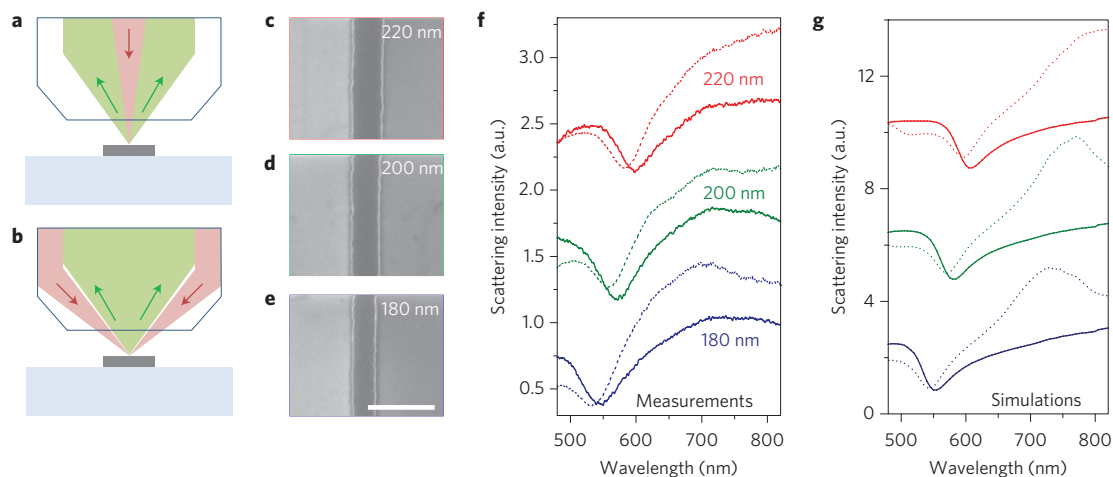 a
b
c
220 nm
d
200 nm
e
180 nm
f
Scattering intensity (a.u.)
3.0
2.5
2.0
1.5
1.0
0.5
220 nm
200 nm
180 nm
Measurements
500
600
700
800
Wavelength (nm)
g
Scattering intensity (a.u.)
12
8
4
0
Simulations
500
600
700
800
Wavelength (nm)